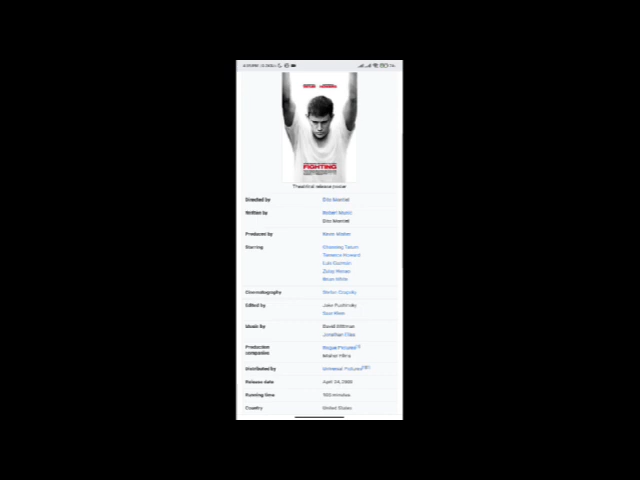 FIGHTING
Theatrical release poster
Directed by Dito Montiel
Written by Robert Munic
Dito Montiel
Produced by Kevin Misher
Starring Channing Tatum
Terrence Howard
Luis Guzmán
Zulay Henao
Brian White
Cinematography Stefan Czapsky
Edited by Jake Pushinsky
Saar Klein
Music by David Wittman
Jonathan Elias
Production
companies
Rogue Pictures
Misher Films
Distributed by Universal Pictures
Release date April 24, 2009
Running time 105 minutes
Country United States